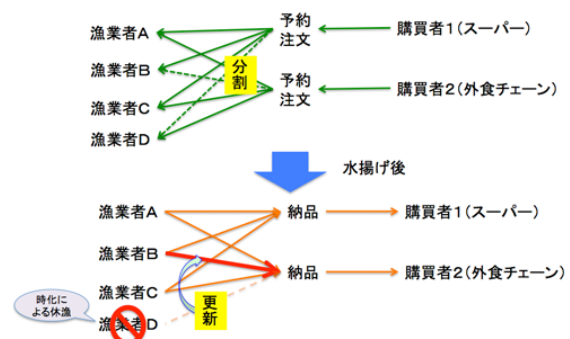 漁業者A
漁業者B
漁業者C
漁業者D
分割
予約
注文
予約
注文
購買者1(スーパー)
購買者2(外食チェーン)
水揚げ後
漁業者A
漁業者B
漁業者C
漁業者D
時化に
よる休漁
更新
納品
納品
購買者1(スーパー)
購買者2(外食チェーン)